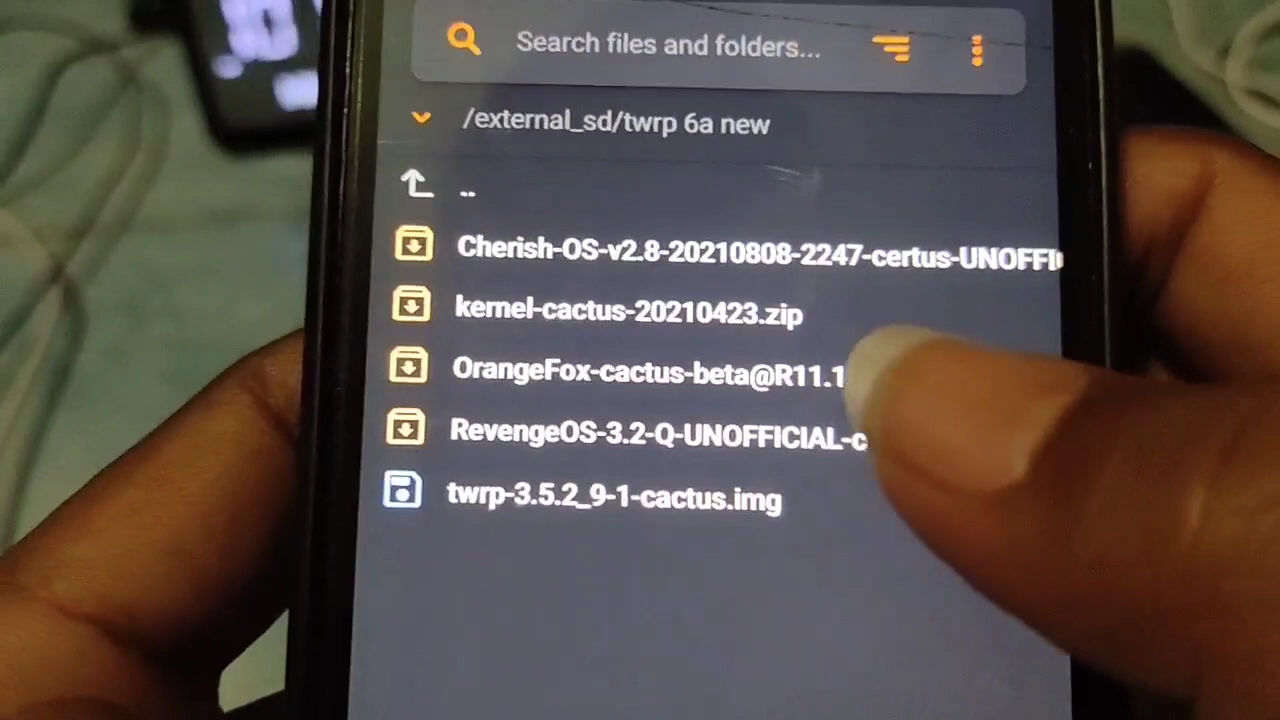 Search files and folders...
/external_sd/twrp 6a new
..
Cherish-OS-v2.8-20210808-2247-certus-UNOFFI
kernel-cactus-20210423.zip
OrangeFox-cactus-beta@R11.1
RevengeOS-3.2-Q-UNOFFICIAL-c
twrp-3.5.2_9-1-cactus.img